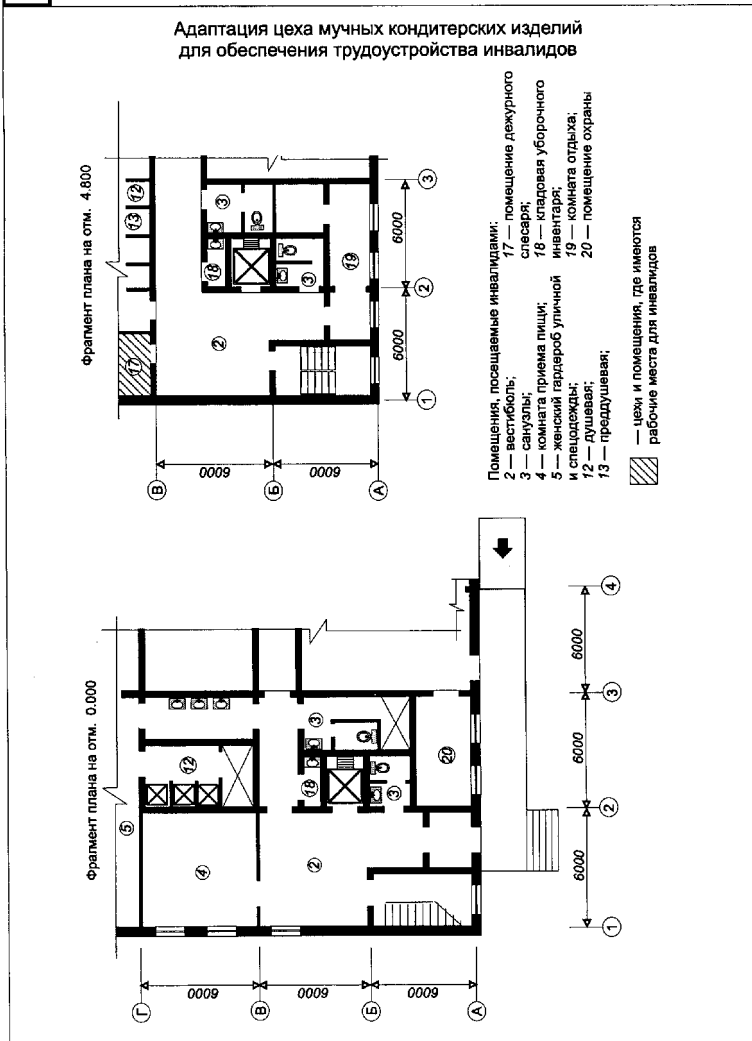 Адаптация цеха мучных кондитерских изделий
для обеспечения трудоустройства инвалидов
Фрагмент плана на отм. 0.000
5
12
4
2
18
3
3
20
6000
6000
6000
Г
В
Б
А
6000
6000
6000
1
2
3
4
Фрагмент плана на отм. 4.800
17
13
12
2
18
3
3
19
6000
6000
В
Б
А
6000
6000
1
2
3
Помещения, посещаемые инвалидами:
2 — вестибюль;
3 — санузлы;
4 — комната приема пищи;
5 — женский гардероб уличной
и спецодежды;
12 — душевая;
13 — преддушевая;
17 — помещение дежурного
слесаря;
18 — кладовая уборочного
инвентаря;
19 — комната отдыха;
20 — помещение охраны
— цехи и помещения, где имеются
рабочие места для инвалидов